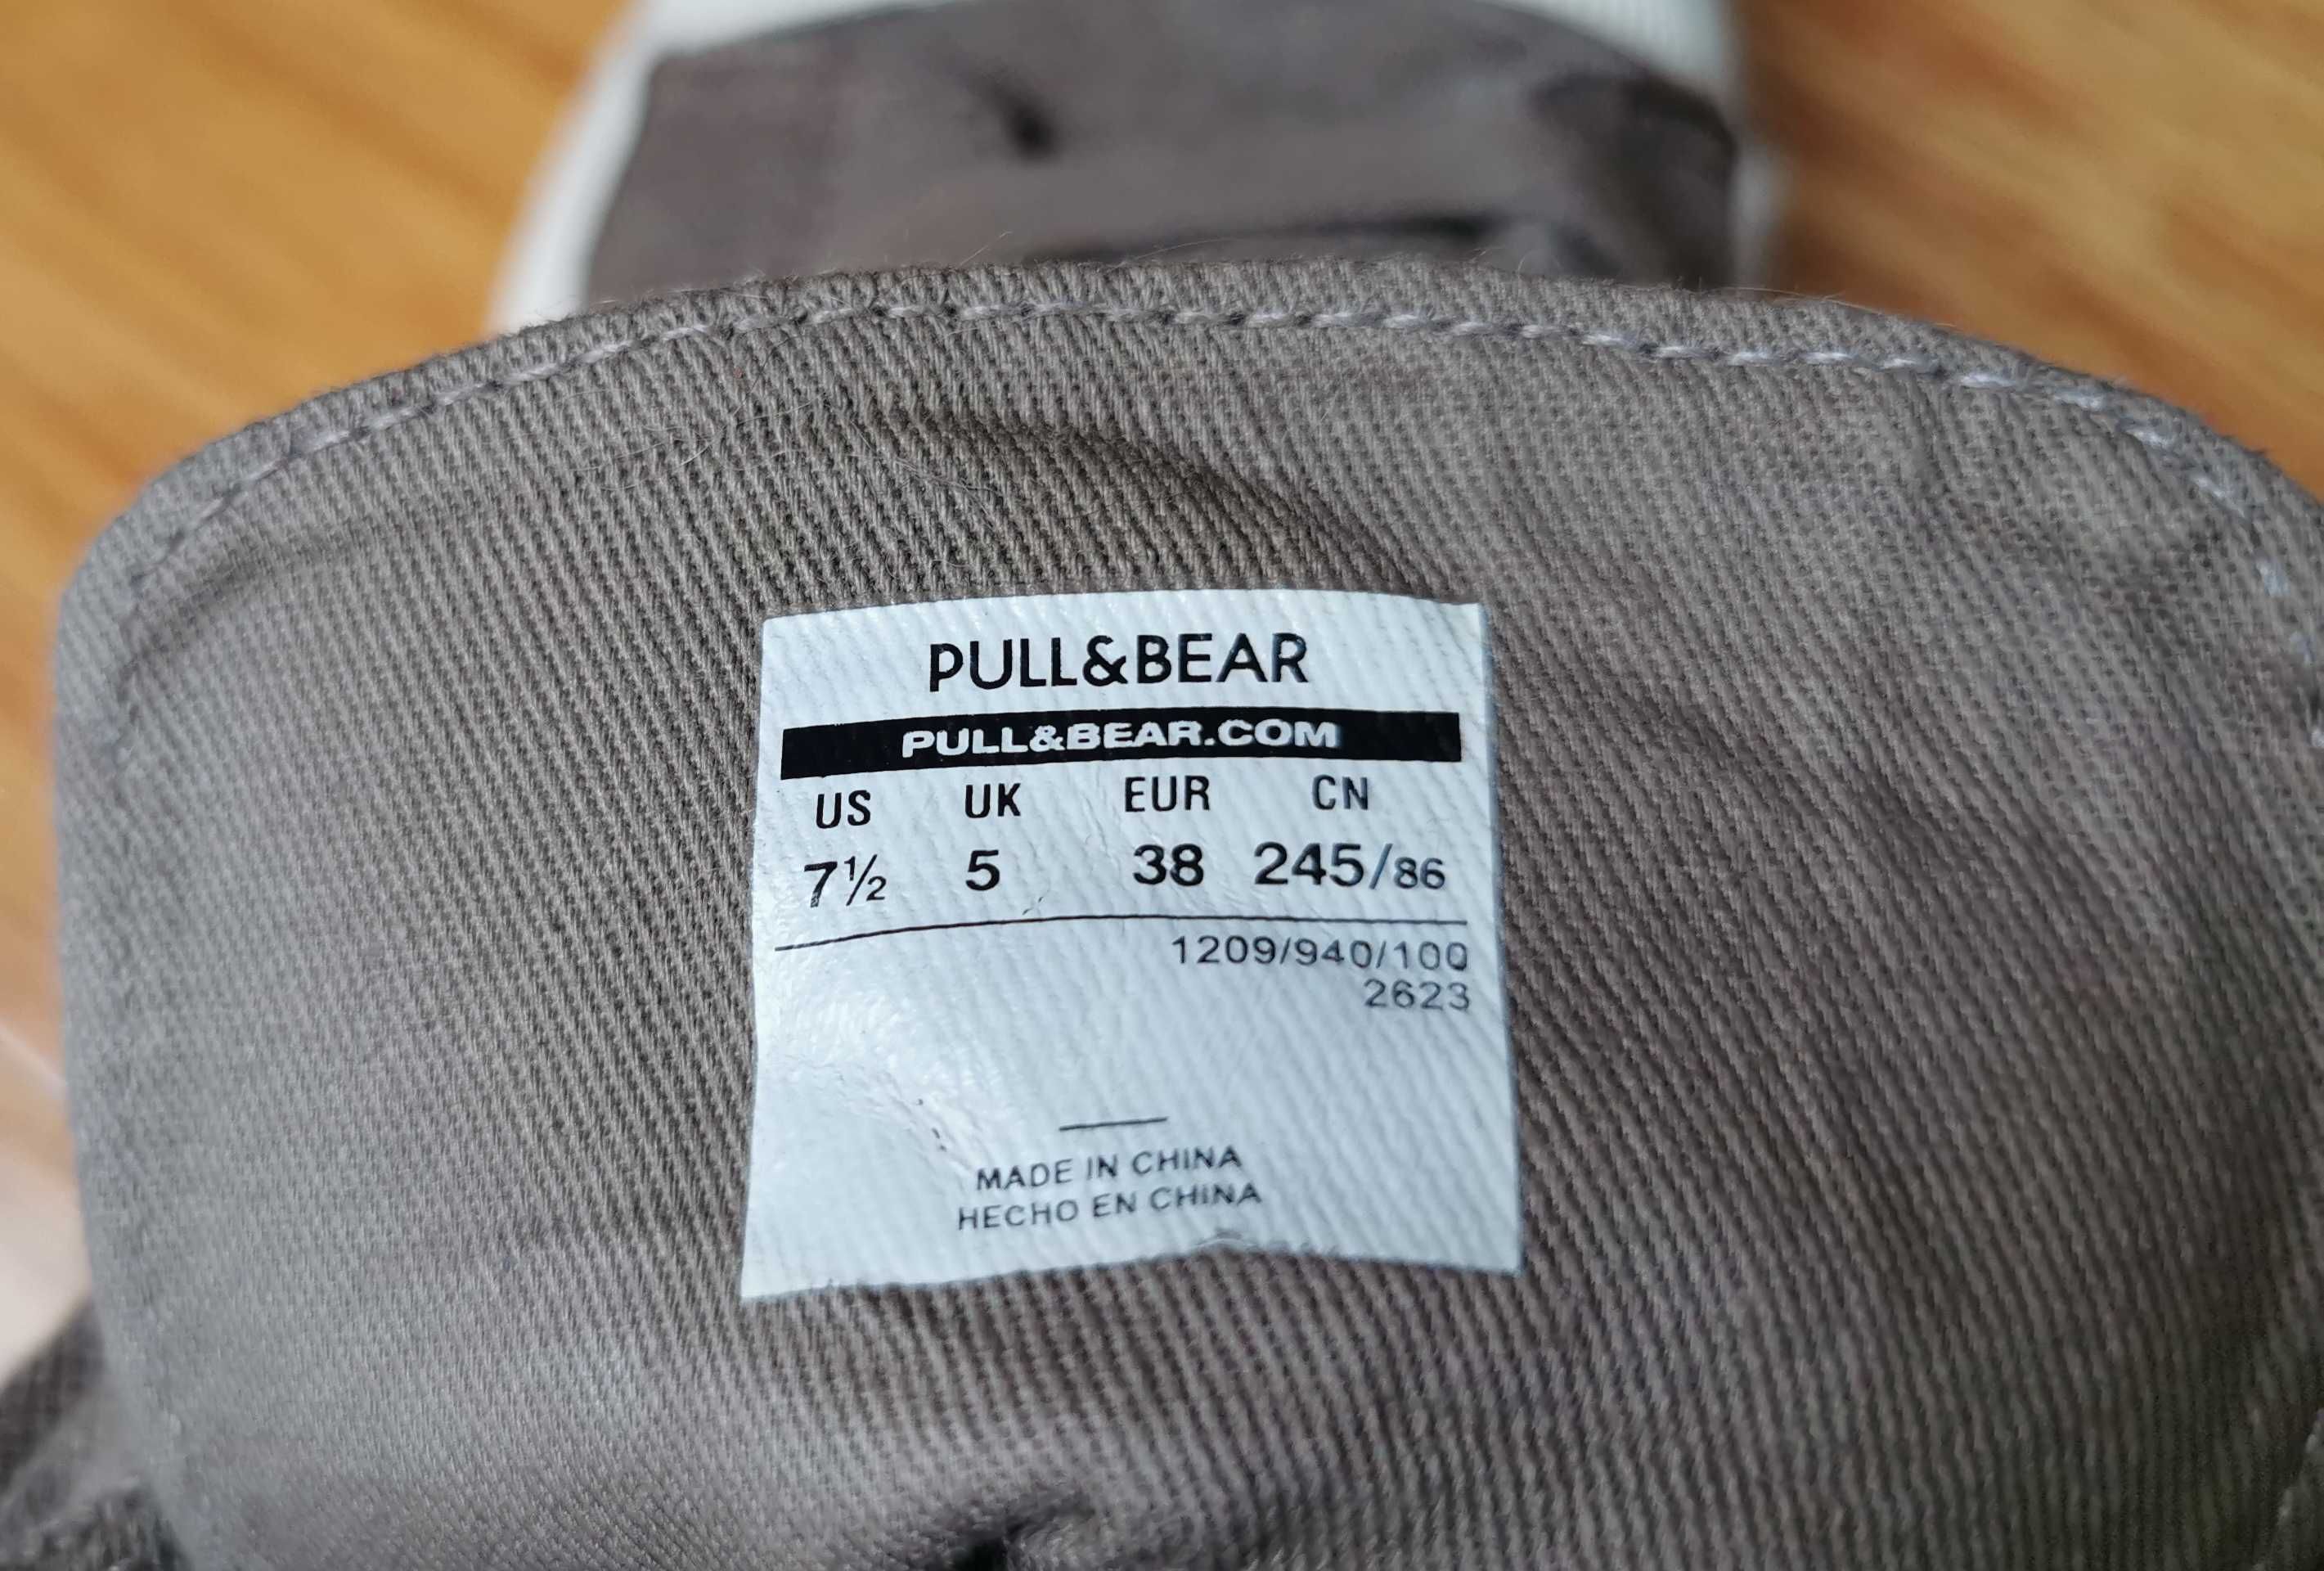 PULL&BEAR
PULL&BEAR.COM
US UK EUR CN
7½ 5 38 245/86
1209/940/100
2623
MADE IN CHINA
HECHO EN CHINA